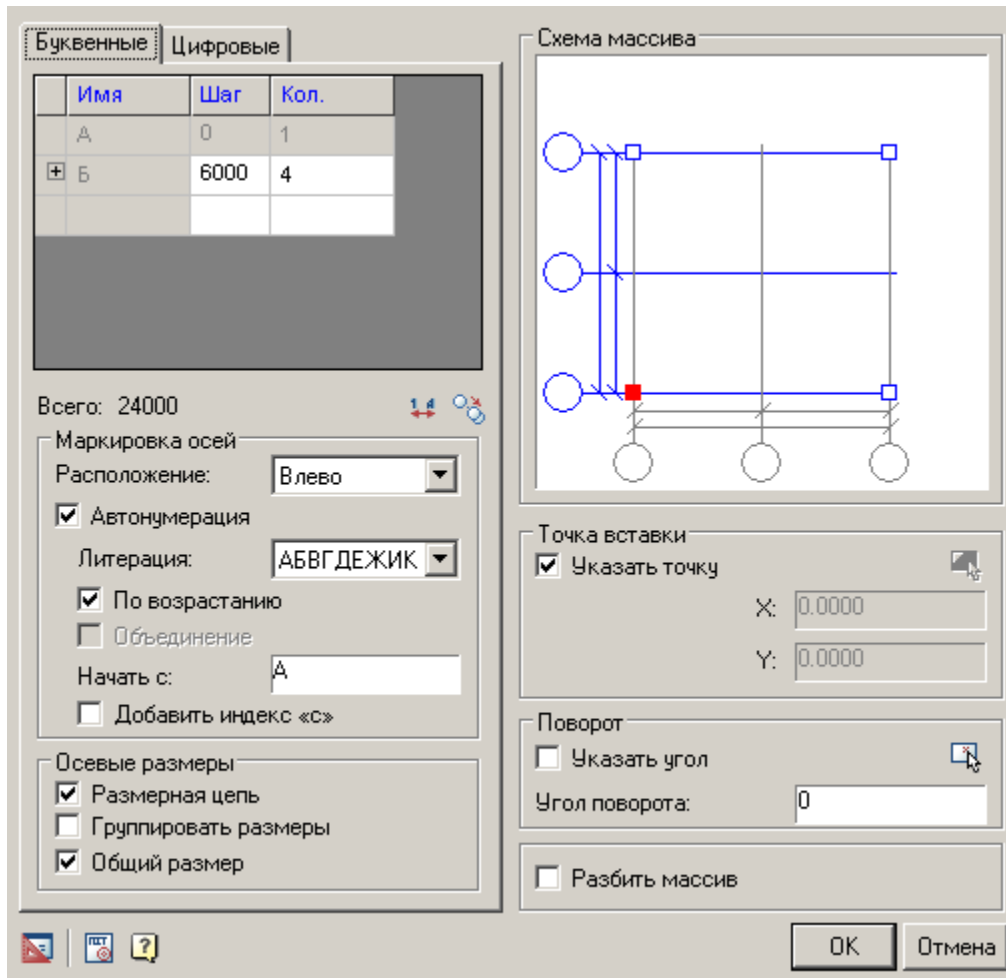 Буквенные Цифровые
Имя Шаг Кол.
А 0 1
Б 6000 4
Всего: 24000
Маркировка осей
Расположение: Влево
Автонумерация
Литерация: АБВГДЕЖИК
По возрастанию
Объединение
Начать с: А
Добавить индекс «с»
Осевые размеры
Размерная цепь
Группировать размеры
Общий размер
Схема массива
Точка вставки
Указать точку
X: 0.0000
Y: 0.0000
Поворот
Указать угол
Угол поворота: 0
Разбить массив
OK Отмена